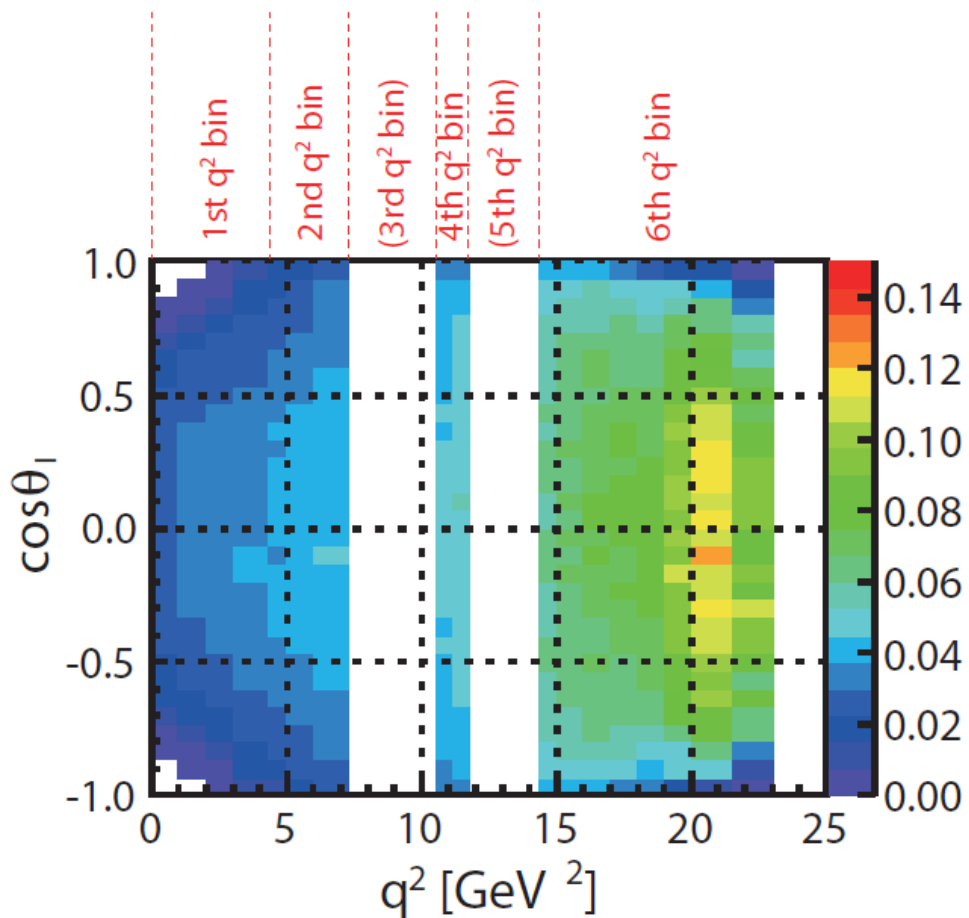 1st q² bin
2nd q² bin
(3rd q² bin)
4th q² bin
(5th q² bin)
6th q² bin
1.0
0.5
0.0
-0.5
-1.0
cosθl
0
5
10
15
20
25
q² [GeV ²]
0.14
0.12
0.10
0.08
0.06
0.04
0.02
0.00